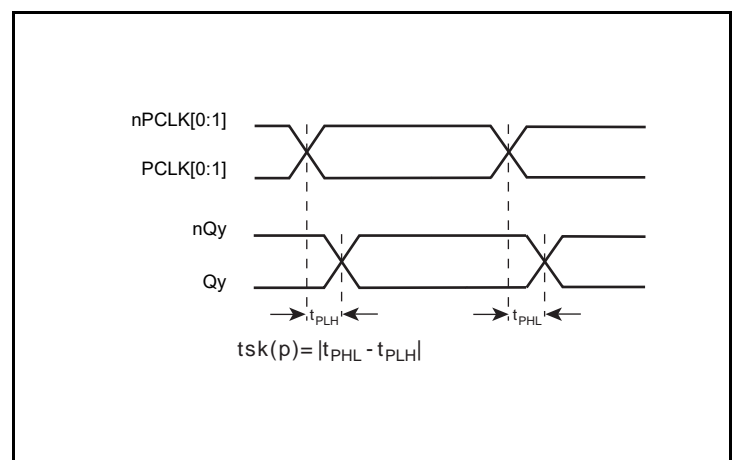 nPCLK[0:1]
PCLK[0:1]
nQy
Qy
tPLH
tPHL
tsk(p)=|tPHL - tPLH|